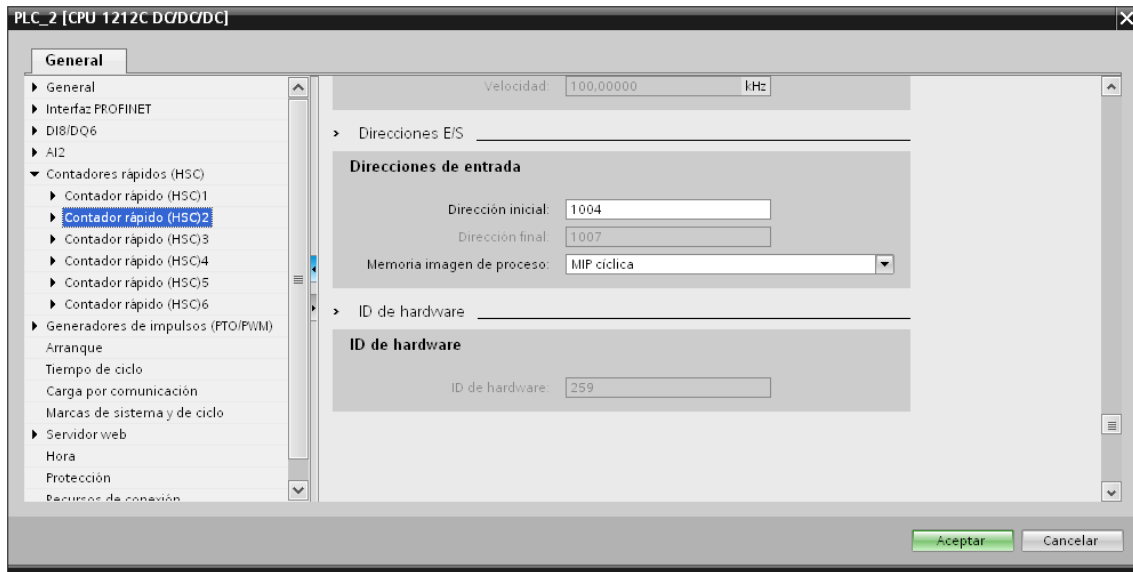 PLC_2 [CPU 1212C DC/DC/DC]
General
General
Interfaz PROFINET
DI8/DQ6
AI2
Contadores rápidos (HSC)
Contador rápido (HSC)1
Contador rápido (HSC)2
Contador rápido (HSC)3
Contador rápido (HSC)4
Contador rápido (HSC)5
Contador rápido (HSC)6
Generadores de impulsos (PTO/PWM)
Arranque
Tiempo de ciclo
Carga por comunicación
Marcas de sistema y de ciclo
Servidor web
Hora
Protección
Recursos de conexión
Velocidad: 100,00000 kHz
Direcciones E/S
Direcciones de entrada
Dirección inicial: 1004
Dirección final: 1007
Memoria imagen de proceso: MIP cíclica
ID de hardware
ID de hardware
ID de hardware: 259
Aceptar Cancelar